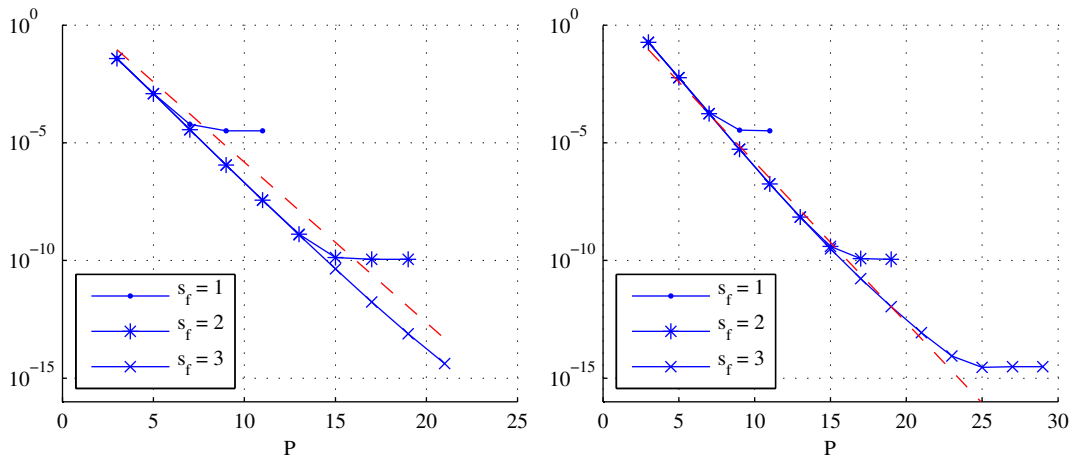 10^0
10^−5
10^−10
10^−15
0 5 10 15 20 25
P
s_f = 1
s_f = 2
s_f = 3
10^0
10^−5
10^−10
10^−15
0 5 10 15 20 25 30
P
s_f = 1
s_f = 2
s_f = 3